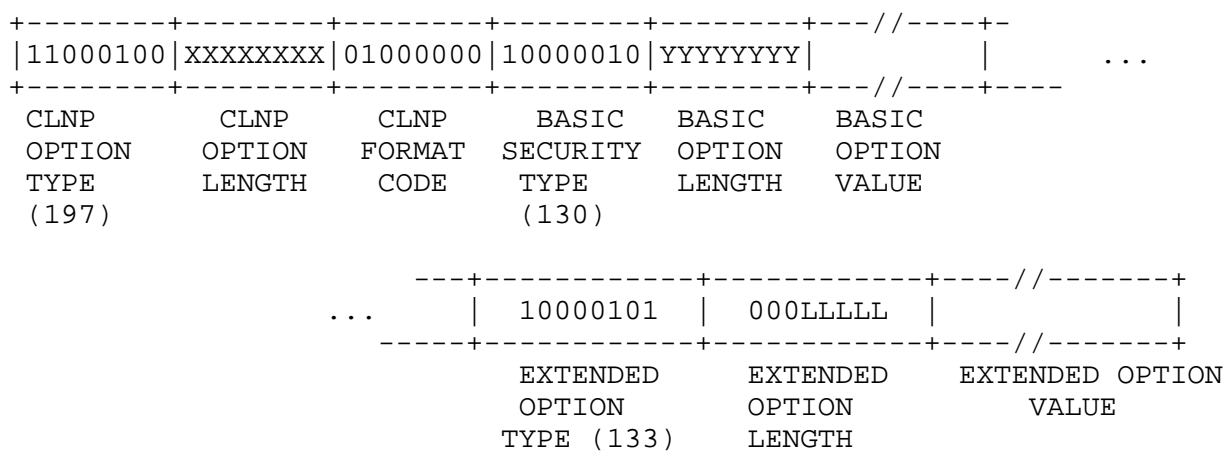 +--------+--------+--------+--------+--------+---//----+-
|11000100|XXXXXXXX|01000000|10000010|YYYYYYYY|         |      ...
+--------+--------+--------+--------+--------+---//----+----
CLNP CLNP CLNP BASIC BASIC BASIC
OPTION OPTION FORMAT SECURITY OPTION OPTION
TYPE LENGTH CODE TYPE LENGTH VALUE
(197) (130)
---+------------+------------+----//-------+
... | 10000101 | 000LLLLL | |
-----+------------+------------+----//-------+
EXTENDED EXTENDED EXTENDED OPTION
OPTION OPTION VALUE
TYPE (133) LENGTH